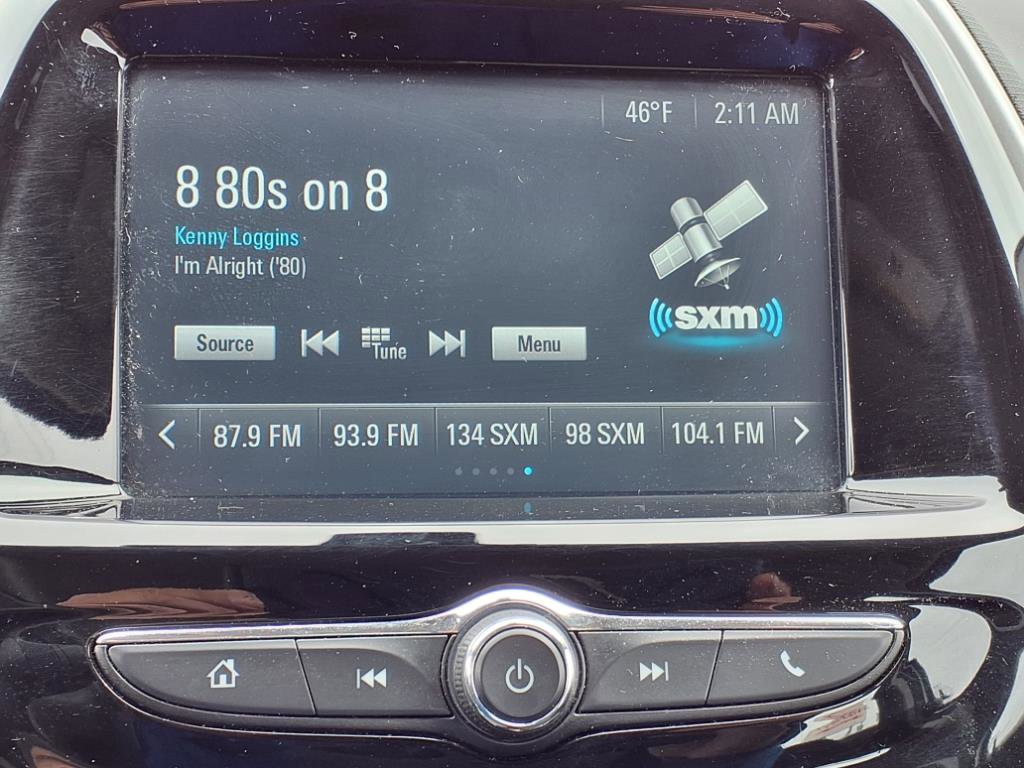 46°F 2:11 AM
8 80s on 8
Kenny Loggins
I'm Alright ('80)
sxm
Source Tune Menu
87.9 FM 93.9 FM 134 SXM 98 SXM 104.1 FM